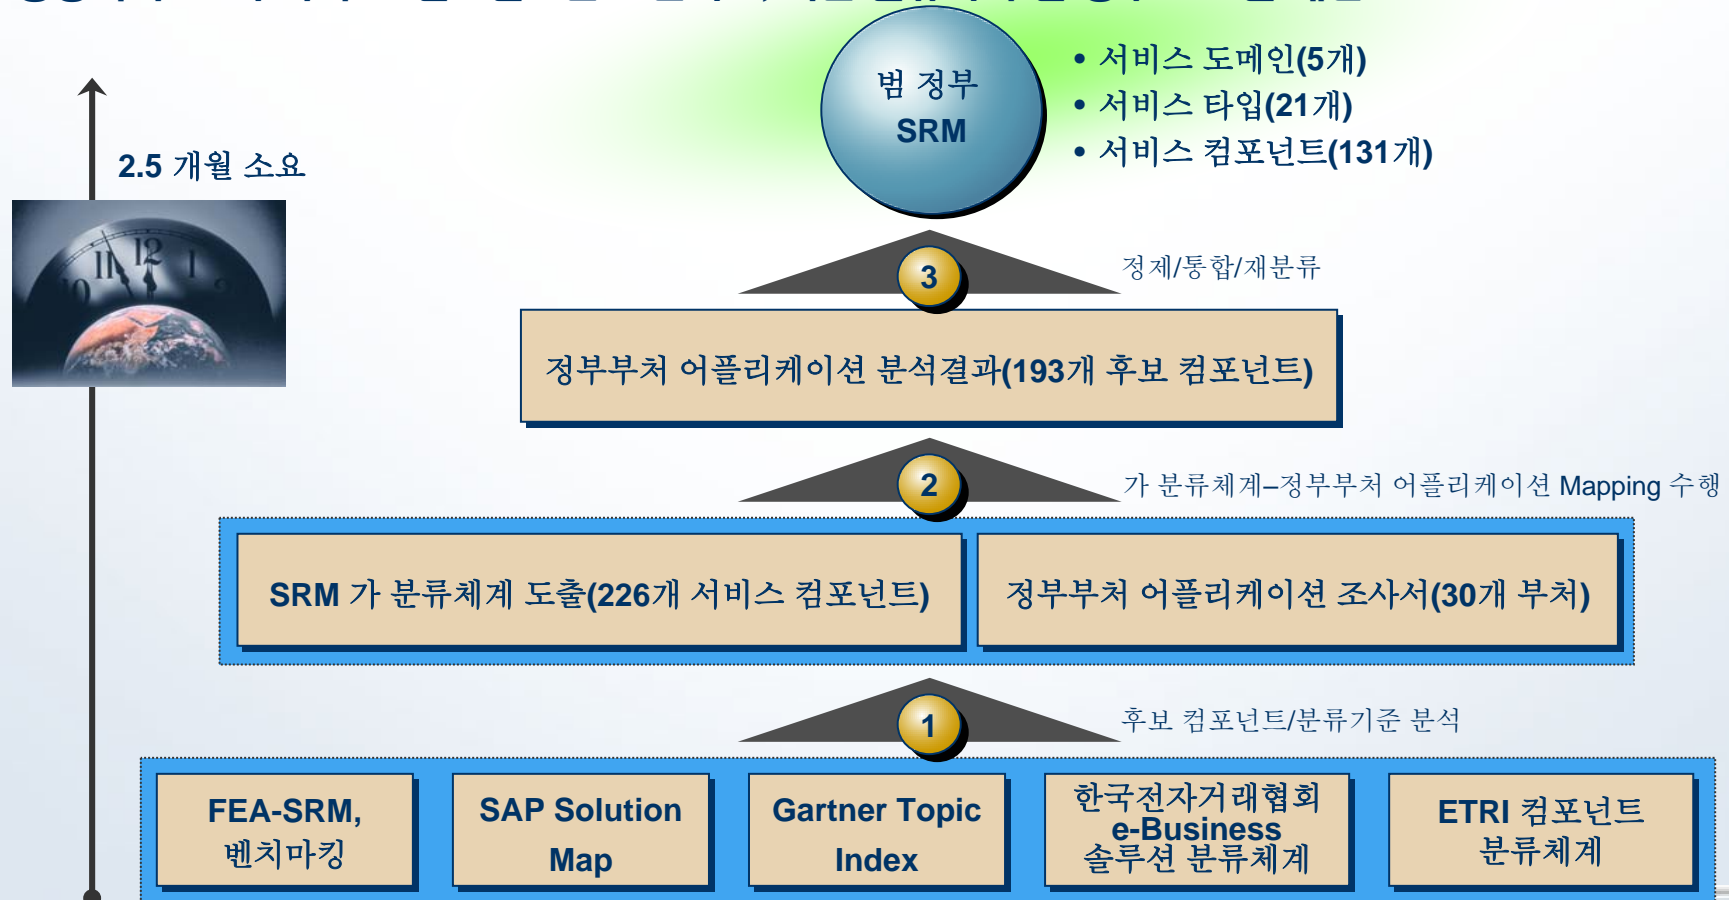 범 정부
SRM
• 서비스 도메인(5개)
• 서비스 타입(21개)
• 서비스 컴포넌트(131개)
2.5 개월 소요
11 12 1
10
3
정제/통합/재분류
정부부처 어플리케이션 분석결과(193개 후보 컴포넌트)
2
가 분류체계–정부부처 어플리케이션 Mapping 수행
SRM 가 분류체계 도출(226개 서비스 컴포넌트)
정부부처 어플리케이션 조사서(30개 부처)
1
후보 컴포넌트/분류기준 분석
FEA-SRM,
벤치마킹
SAP Solution
Map
Gartner Topic
Index
한국전자거래협회
e-Business
솔루션 분류체계
ETRI 컴포넌트
분류체계